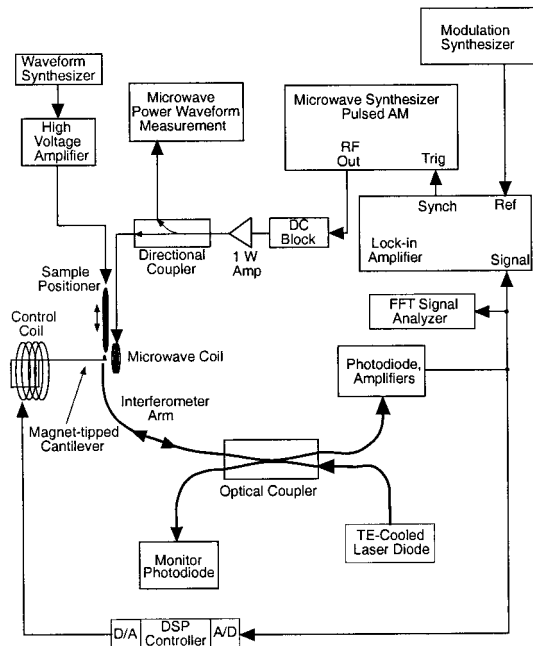 Waveform
Synthesizer
High
Voltage
Amplifier
Microwave
Power Waveform
Measurement
Microwave Synthesizer
Pulsed AM
RF
Out
Trig
Modulation
Synthesizer
Synch
Ref
Lock-in
Amplifier
Signal
DC
Block
1 W
Amp
Directional
Coupler
Sample
Positioner
Control
Coil
Microwave Coil
FFT Signal
Analyzer
Photodiode,
Amplifiers
Interferometer
Arm
Magnet-tipped
Cantilever
Optical Coupler
Monitor
Photodiode
TE-Cooled
Laser Diode
D/A
DSP
Controller
A/D